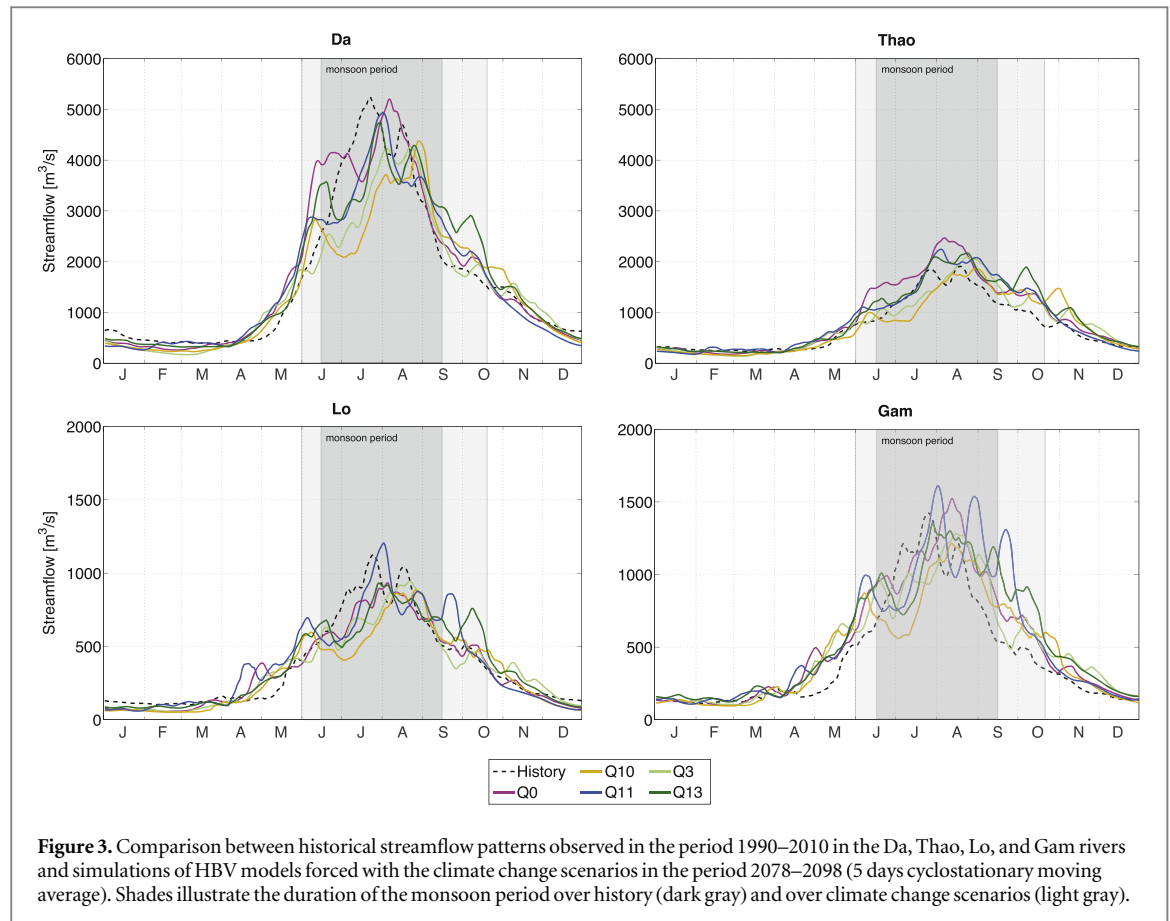 Da
Thao
6000
5000
4000
3000
2000
1000
0
Streamflow [m³/s]
monsoon period
J F M A M J J A S O N D
6000
5000
4000
3000
2000
1000
0
monsoon period
J F M A M J J A S O N D
Lo
Gam
2000
1500
1000
500
0
Streamflow [m³/s]
monsoon period
J F M A M J J A S O N D
2000
1500
1000
500
0
monsoon period
J F M A M J J A S O N D
History Q10 Q3
Q0 Q11 Q13
Figure 3. Comparison between historical streamflow patterns observed in the period 1990–2010 in the Da, Thao, Lo, and Gam rivers
and simulations of HBV models forced with the climate change scenarios in the period 2078–2098 (5 days cyclostationary moving
average). Shades illustrate the duration of the monsoon period over history (dark gray) and over climate change scenarios (light gray).